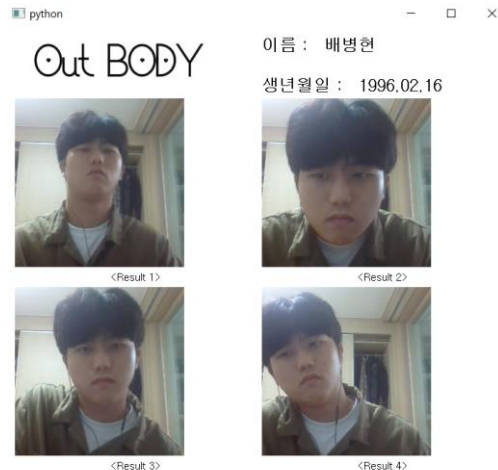 python
Out BODY
이름 : 배병현
생년월일 : 1996.02.16
<Result 1>
<Result 2>
<Result 3>
<Result 4>